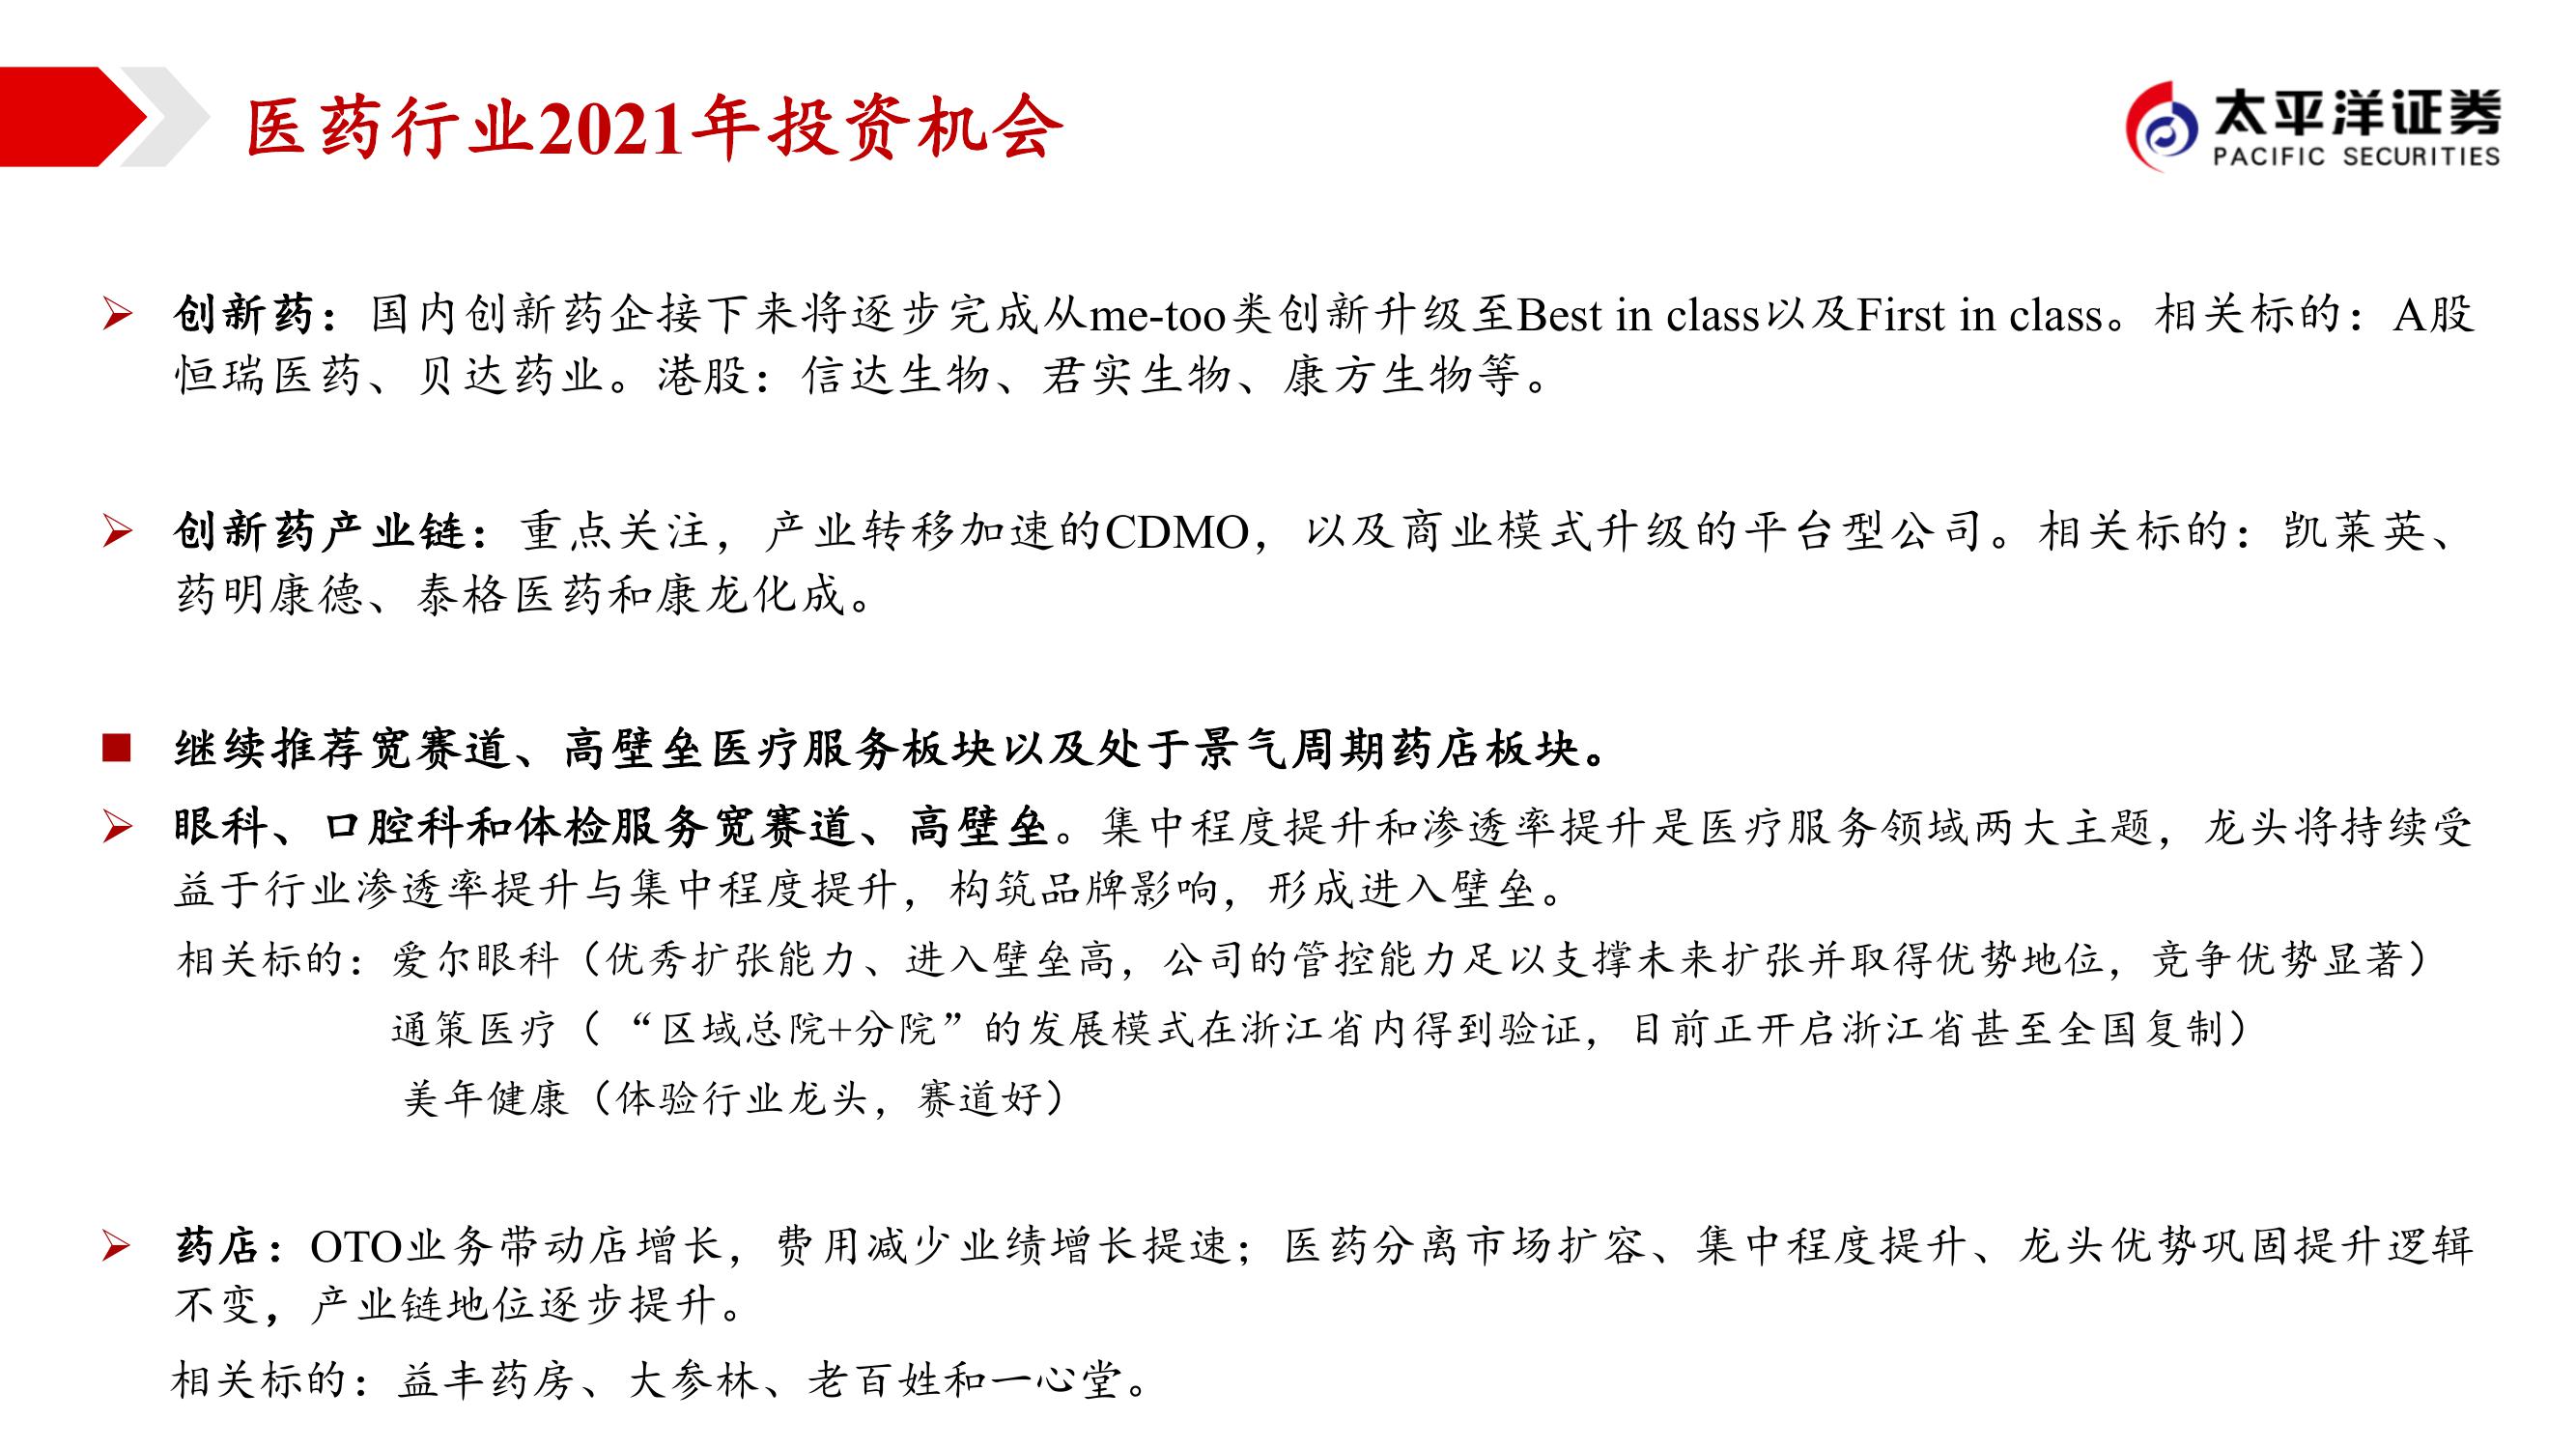 医药行业2021年投资机会
太平洋证券
PACIFIC SECURITIES
创新药：国内创新药企接下来将逐步完成从me-too类创新升级至Best in class以及First in class。相关标的：A股
恒瑞医药、贝达药业。港股：信达生物、君实生物、康方生物等。
创新药产业链：重点关注，产业转移加速的CDMO，以及商业模式升级的平台型公司。相关标的：凯莱英、
药明康德、泰格医药和康龙化成。
继续推荐宽赛道、高壁垒医疗服务板块以及处于景气周期药店板块。
眼科、口腔科和体检服务宽赛道、高壁垒。集中程度提升和渗透率提升是医疗服务领域两大主题，龙头将持续受
益于行业渗透率提升与集中程度提升，构筑品牌影响，形成进入壁垒。
相关标的：爱尔眼科（优秀扩张能力、进入壁垒高，公司的管控能力足以支撑未来扩张并取得优势地位，竞争优势显著）
通策医疗（ “区域总院+分院”的发展模式在浙江省内得到验证，目前正开启浙江省甚至全国复制）
美年健康（体验行业龙头，赛道好）
药店：OTO业务带动店增长，费用减少业绩增长提速；医药分离市场扩容、集中程度提升、龙头优势巩固提升逻辑
不变，产业链地位逐步提升。
相关标的：益丰药房、大参林、老百姓和一心堂。